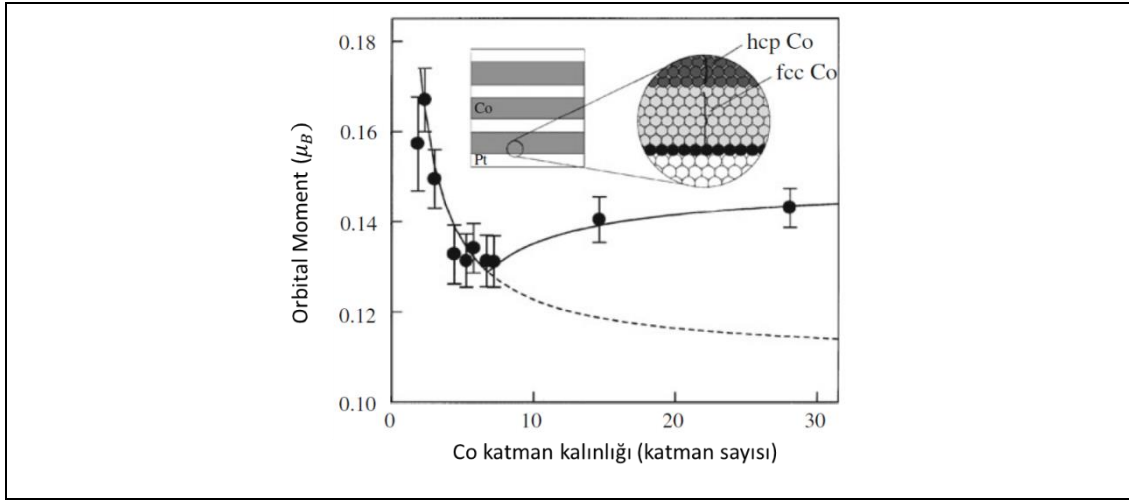 0.18
0.16
0.14
0.12
0.10
0
10
20
30
Orbital Moment (μ_B)
Co katman kalınlığı (katman sayısı)
hcp Co
fcc Co
Co
Pt